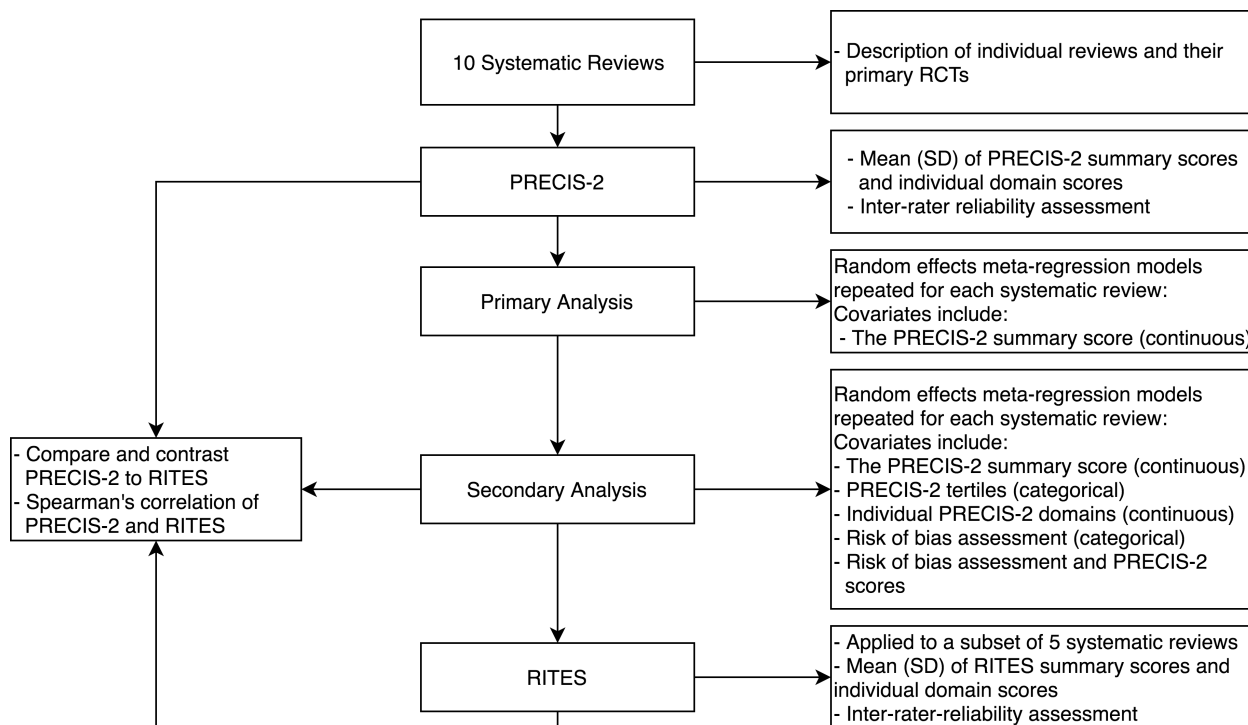 10 Systematic Reviews
- Description of individual reviews and their
primary RCTs
PRECIS-2
- Mean (SD) of PRECIS-2 summary scores
and individual domain scores
- Inter-rater reliability assessment
Primary Analysis
Random effects meta-regression models
repeated for each systematic review:
Covariates include:
- The PRECIS-2 summary score (continuous)
- Compare and contrast
PRECIS-2 to RITES
- Spearman's correlation of
PRECIS-2 and RITES
Secondary Analysis
Random effects meta-regression models
repeated for each systematic review:
Covariates include:
- The PRECIS-2 summary score (continuous)
- PRECIS-2 tertiles (categorical)
- Individual PRECIS-2 domains (continuous)
- Risk of bias assessment (categorical)
- Risk of bias assessment and PRECIS-2
scores
RITES
- Applied to a subset of 5 systematic reviews
- Mean (SD) of RITES summary scores and
individual domain scores
- Inter-rater-reliability assessment